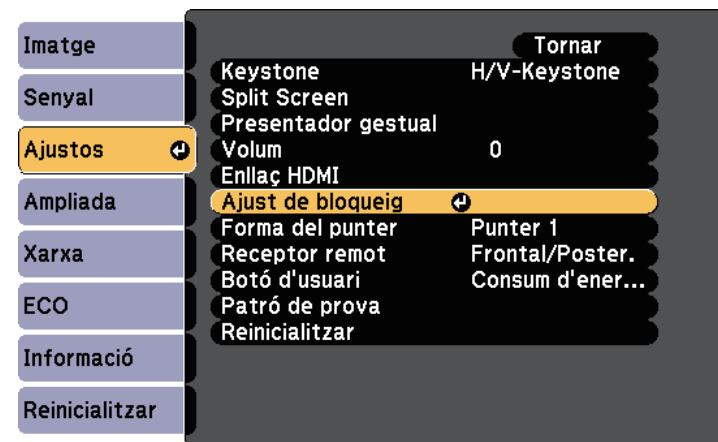 Imatge
Senyal
Ajustos
Ampliada
Xarxa
ECO
Informació
Reinicialitzar
Tornar
Keystone H/V-Keystone
Split Screen
Presentador gestual
Volum 0
Enllaç HDMI
Ajust de bloqueig
Forma del punter Punter 1
Receptor remot Frontal/Poster.
Botó d'usuari Consum d'ener...
Patró de prova
Reinicialitzar